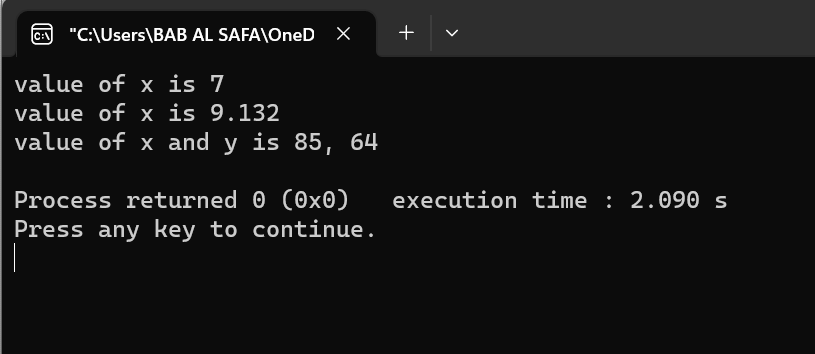 "C:\Users\BAB AL SAFA\OneD
value of x is 7
value of x is 9.132
value of x and y is 85, 64
Process returned 0 (0x0)   execution time : 2.090 s
Press any key to continue.